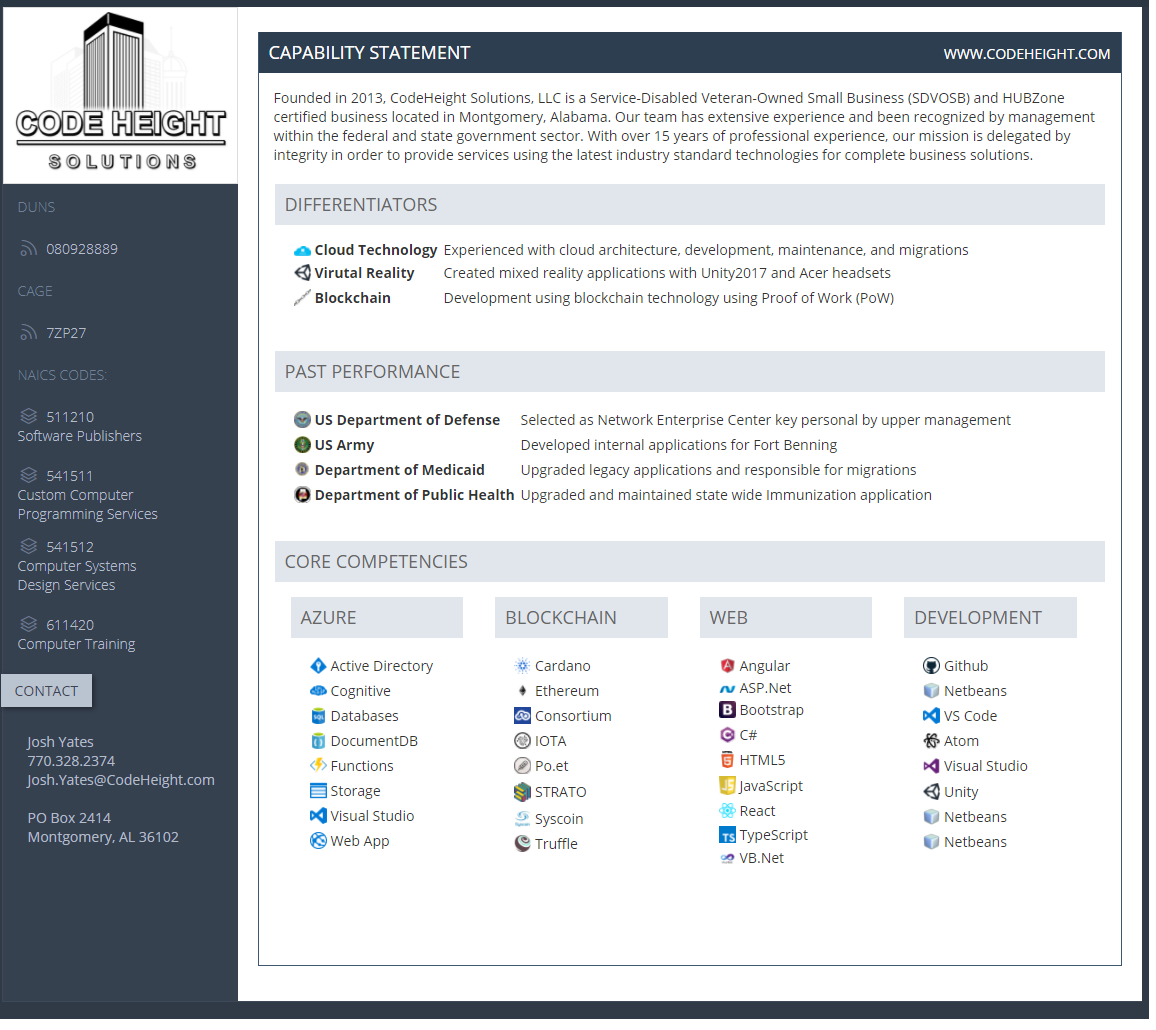 CODE HEIGHT
SOLUTIONS
DUNS
080928889
CAGE
7ZP27
NAICS CODES:
511210
Software Publishers
541511
Custom Computer
Programming Services
541512
Computer Systems
Design Services
611420
Computer Training
CONTACT
Josh Yates
770.328.2374
Josh.Yates@CodeHeight.com
PO Box 2414
Montgomery, AL 36102
CAPABILITY STATEMENT WWW.CODEHEIGHT.COM
Founded in 2013, CodeHeight Solutions, LLC is a Service-Disabled Veteran-Owned Small Business (SDVOSB) and HUBZone
certified business located in Montgomery, Alabama. Our team has extensive experience and been recognized by management
within the federal and state government sector. With over 15 years of professional experience, our mission is delegated by
integrity in order to provide services using the latest industry standard technologies for complete business solutions.
DIFFERENTIATORS
Cloud Technology Experienced with cloud architecture, development, maintenance, and migrations
Virutal Reality Created mixed reality applications with Unity2017 and Acer headsets
Blockchain Development using blockchain technology using Proof of Work (PoW)
PAST PERFORMANCE
US Department of Defense Selected as Network Enterprise Center key personal by upper management
US Army Developed internal applications for Fort Benning
Department of Medicaid Upgraded legacy applications and responsible for migrations
Department of Public Health Upgraded and maintained state wide Immunization application
CORE COMPETENCIES
AZURE
Active Directory
Cognitive
Databases
DocumentDB
Functions
Storage
Visual Studio
Web App
BLOCKCHAIN
Cardano
Ethereum
Consortium
IOTA
Po.et
STRATO
Syscoin
Truffle
WEB
Angular
ASP.Net
Bootstrap
C#
HTML5
JavaScript
React
TypeScript
VB.Net
DEVELOPMENT
Github
Netbeans
VS Code
Atom
Visual Studio
Unity
Netbeans
Netbeans